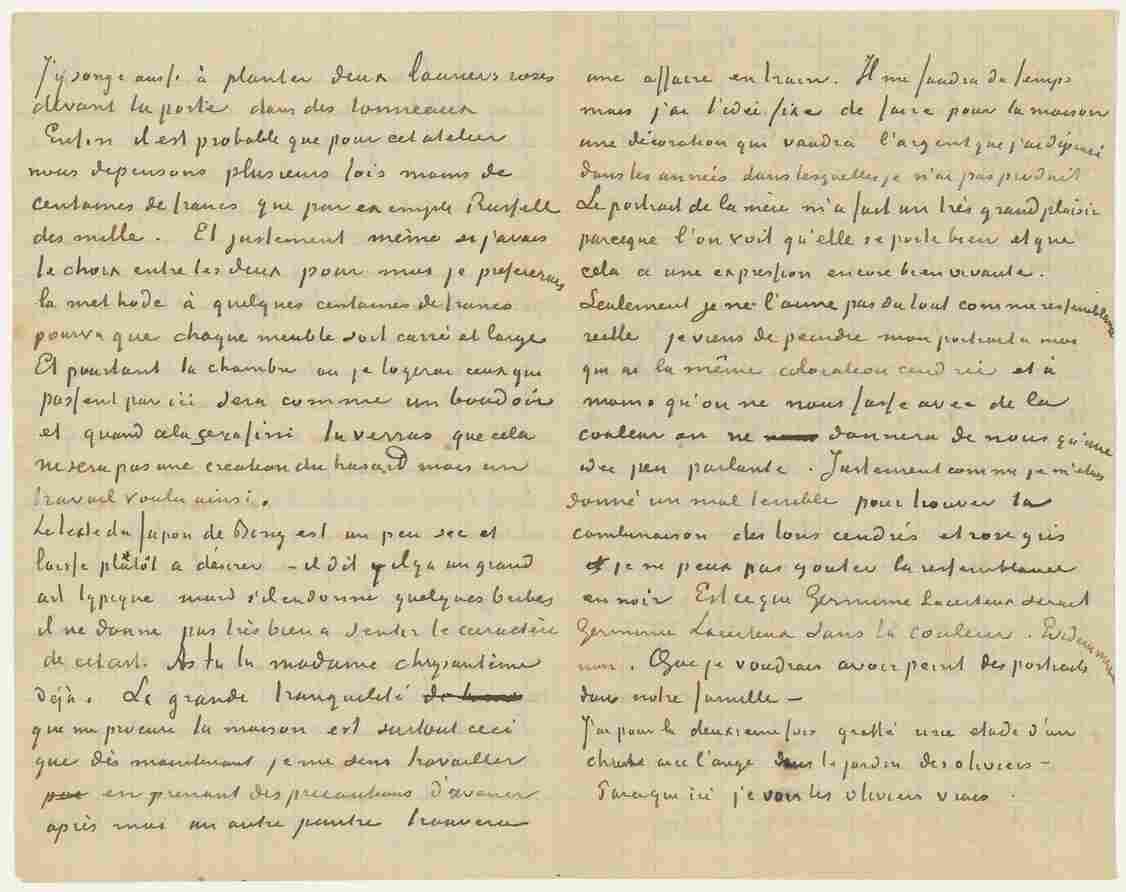 J'y songe aussi à planter deux lauriers roses
devant la porte dans des tonneaux
Enfin il est probable que pour cet atelier
nous depensons plusieurs fois moins de
centaines de francs que par exemple Russell
des mille. Et justement même si j'avais
le choix entre les deux pour moi je prefererais
la methode à quelques centaines de francs
pourvu que chaque meuble soit carré et large
Et pourtant la chambre ou je logerai ceux qui
passent par ici sera comme un boudoir
et quand cela sera fini tu verras que cela
ne sera pas une creation du hasard mais un
travail voulu ainsi.
Le texte du Japon de Bing est un peu sec et
laisse plutôt a désirer – il dit qu'il y a un grand
art typique mais s'il en donne quelques bribes
il ne donne pas très bien a sentir le caractère
de cet art. As tu lu madame chrysantème
Déjà. La grande tranquilité
que me procure la maison est surtout ceci
que dès maintenant je me sens travailler
en prenant des precautions d'avenir
après moi un autre peintre trouvera
une affaire en train. Il me faudra du temps
mais j'ai l'idée fixe de faire pour la maison
une décoration qui vaudra l'argent que j'ai dépensé
dans les années dans lesquelles je n'ai pas produit
Le portrait de la mère m'a fait un très grand plaisir
parceque l'on voit qu'elle se porte bien et que
cela a une expression encore bien vivante.
Seulement je ne l'aime pas du tout comme ressemblance
reelle je viens de peindre mon portrait a moi
qui ai la même coloration cendrée et à
moins qu'on ne nous fasse avec de la
couleur on ne donnera de nous qu'une
idee peu parlante. Justement comme je m'étais
donné un mal terrible pour trouver la
combinaison des tons cendrés et rose gris
je ne peux pas gouter la ressemblance
en noir Est ce que Germinie Lacerteux serait
Germinie Lacerteux sans la couleur. Evidemment
non. Que je voudrais avoir peint des portraits
dans notre famille –
J'ai pour la deuxieme fois gratté une etude d'un
christ avec l'ange dans le jardin des oliviers –
Parceque ici je vois les oliviers vrais.